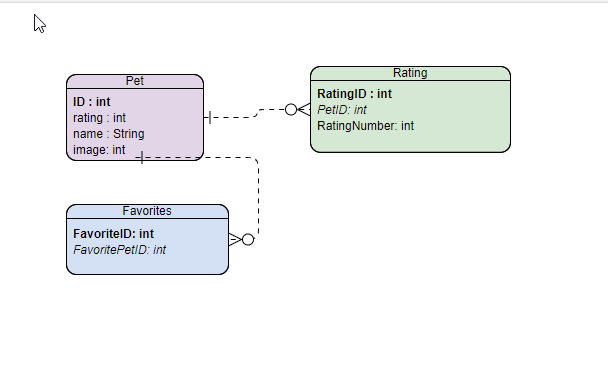 Pet
ID : int
rating : int
name : String
image: int
Rating
RatingID : int
PetID: int
RatingNumber: int
Favorites
FavoriteID: int
FavoritePetID: int